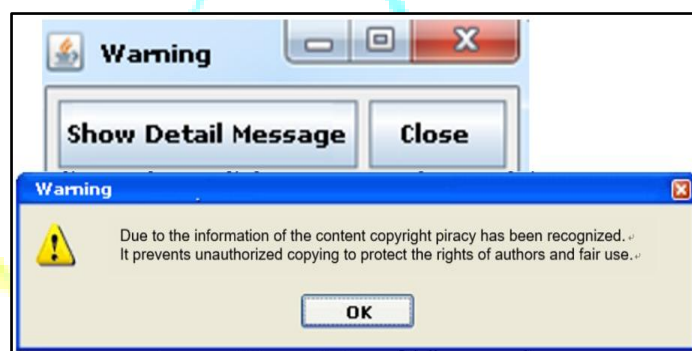 Warning
Show Detail Message Close
Warning
Due to the information of the content copyright piracy has been recognized.
It prevents unauthorized copying to protect the rights of authors and fair use.
OK